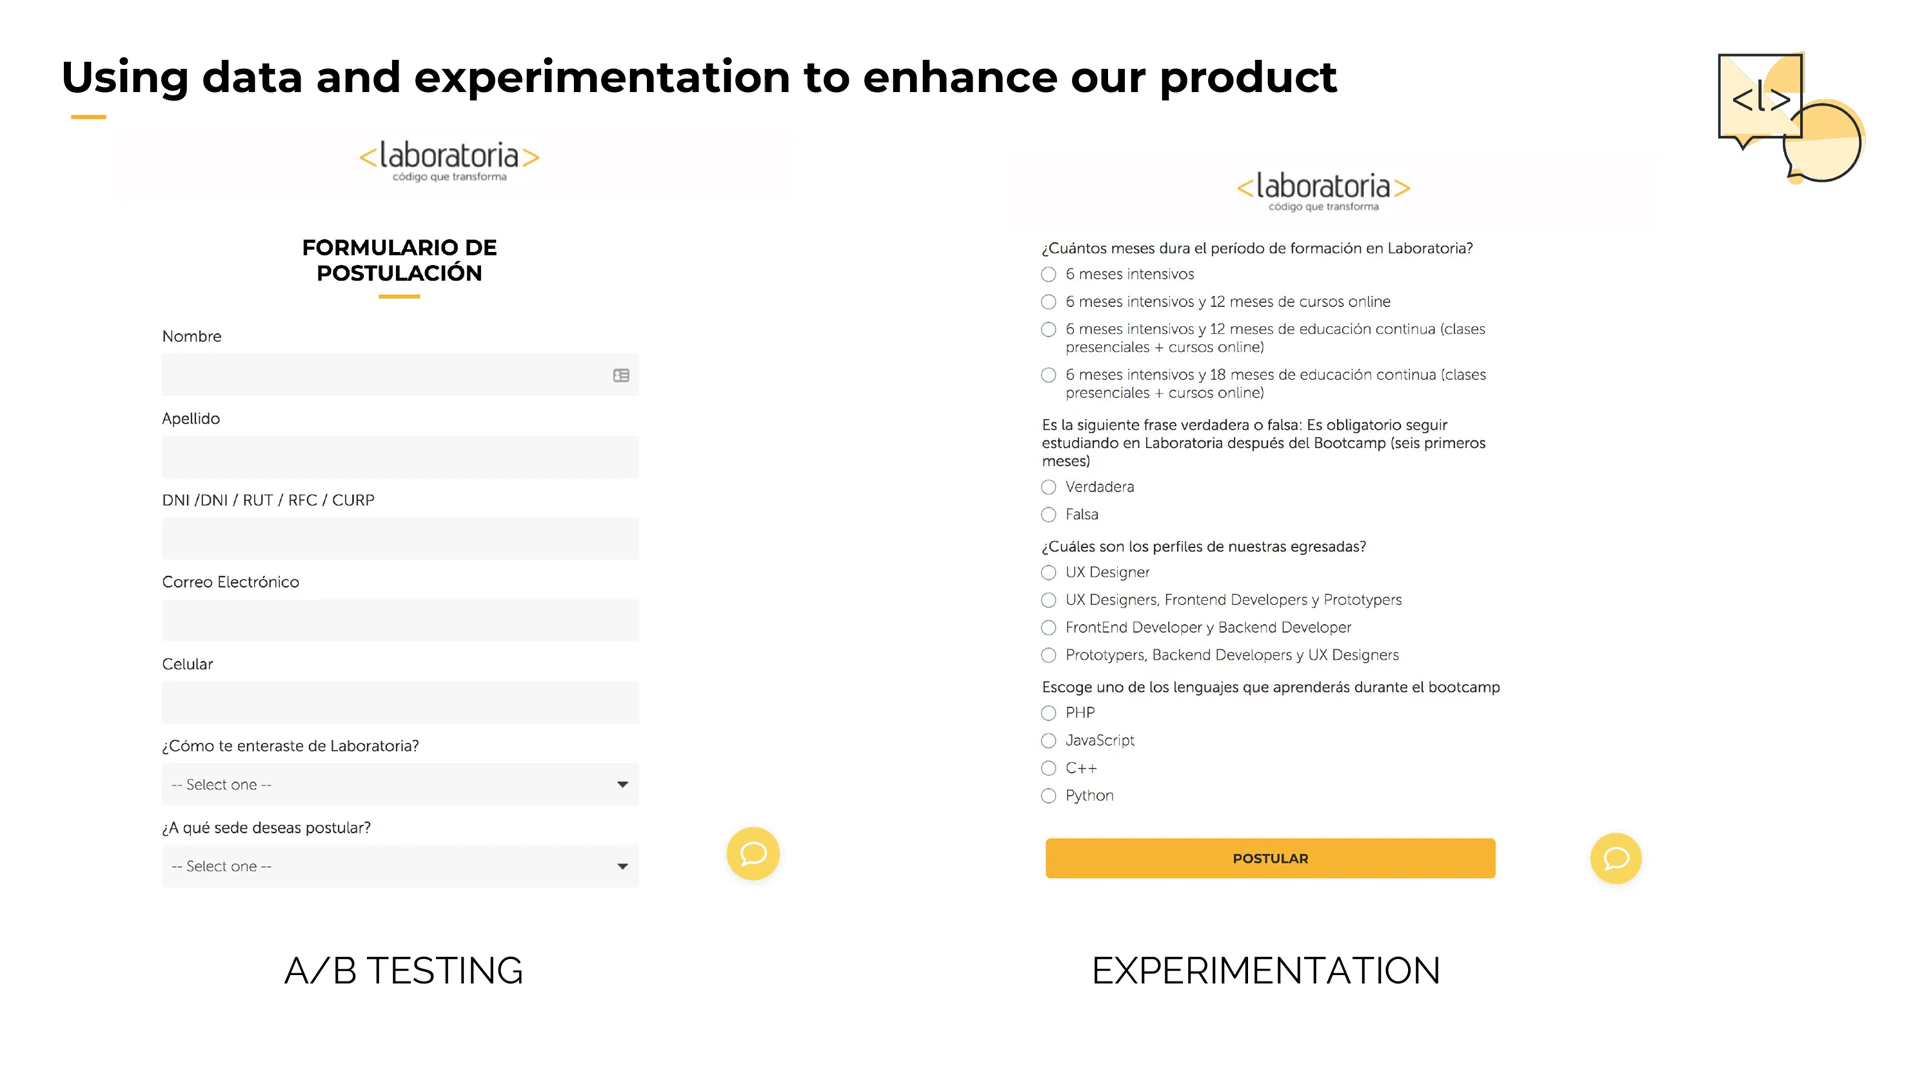 Using data and experimentation to enhance our product
<l>
<laboratoria>
código que transforma
FORMULARIO DE
POSTULACIÓN
Nombre
Apellido
DNI /DNI / RUT / RFC / CURP
Correo Electrónico
Celular
¿Cómo te enteraste de Laboratoria?
-- Select one --
¿A qué sede deseas postular?
-- Select one --
A/B TESTING
<laboratoria>
código que transforma
¿Cuántos meses dura el período de formación en Laboratoria?
6 meses intensivos
6 meses intensivos y 12 meses de cursos online
6 meses intensivos y 12 meses de educación continua (clases
presenciales + cursos online)
6 meses intensivos y 18 meses de educación continua (clases
presenciales + cursos online)
Es la siguiente frase verdadera o falsa: Es obligatorio seguir
estudiando en Laboratoria después del Bootcamp (seis primeros
meses)
Verdadera
Falsa
¿Cuáles son los perfiles de nuestras egresadas?
UX Designer
UX Designers, Frontend Developers y Prototypers
FrontEnd Developer y Backend Developer
Prototypers, Backend Developers y UX Designers
Escoge uno de los lenguajes que aprenderás durante el bootcamp
PHP
JavaScript
C++
Python
POSTULAR
EXPERIMENTATION